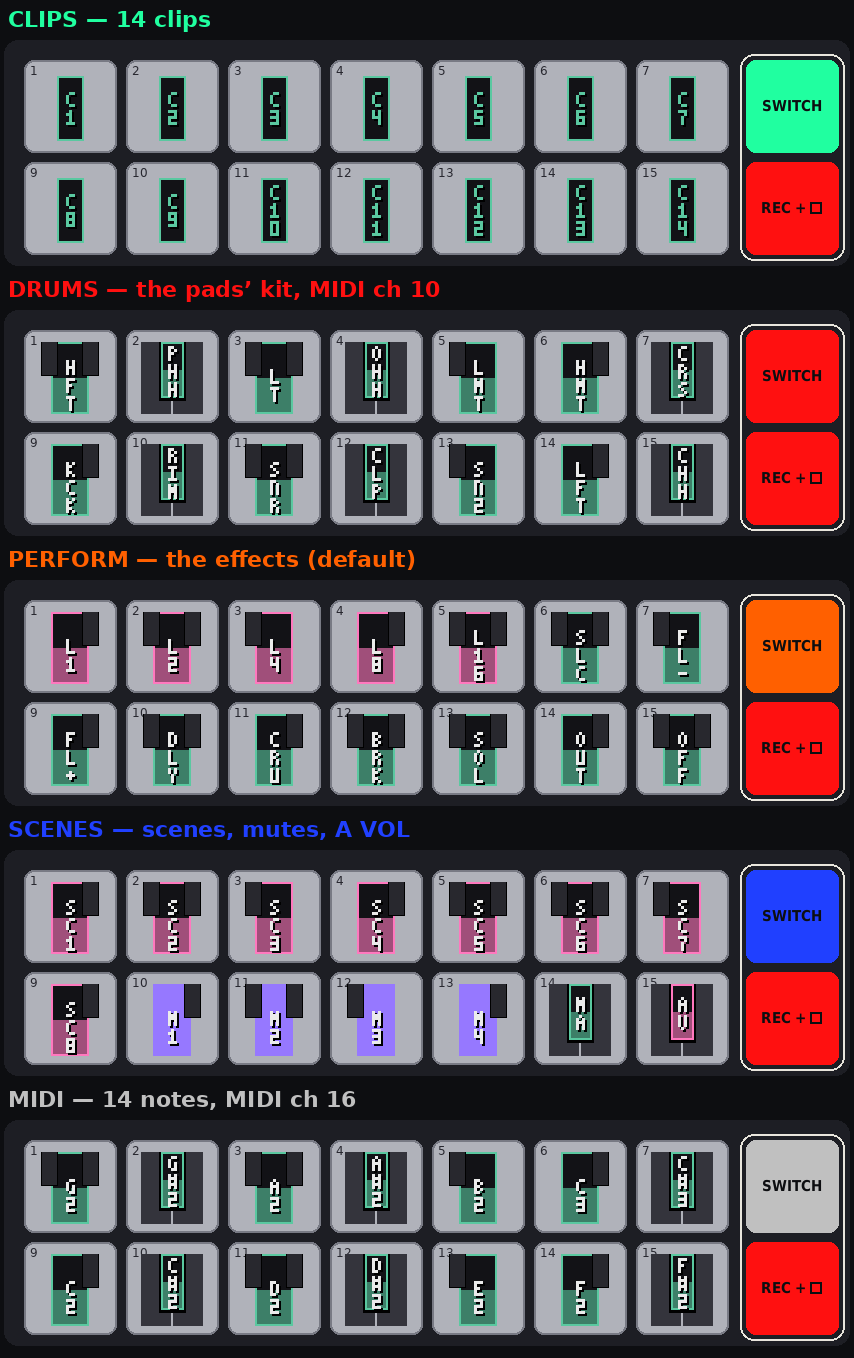 CLIPS — 14 clips
1 2 3 4 5 6 7
C1 C2 C3 C4 C5 C6 C7 SWITCH
9 10 11 12 13 14 15
C8 C9 C10 C11 C12 C13 C14 REC + □
DRUMS — the pads’ kit, MIDI ch 10
1 2 3 4 5 6 7
HFT PHH LT OHH LMT HMT CRS SWITCH
9 10 11 12 13 14 15
KCK RIM SNR CLP SN2 LFT CHH REC + □
PERFORM — the effects (default)
1 2 3 4 5 6 7
L1 L2 L4 L8 L16 SLC FL- SWITCH
9 10 11 12 13 14 15
FL+ DLY CRU BRK SOL OUT OFF REC + □
SCENES — scenes, mutes, A VOL
1 2 3 4 5 6 7
SC1 SC2 SC3 SC4 SC5 SC6 SC7 SWITCH
9 10 11 12 13 14 15
SC8 M1 M2 M3 M4 MA AV REC + □
MIDI — 14 notes, MIDI ch 16
1 2 3 4 5 6 7
G2 G#2 A2 A#2 B2 C3 C#3 SWITCH
9 10 11 12 13 14 15
C2 C#2 D2 D#2 E2 F2 F#2 REC + □